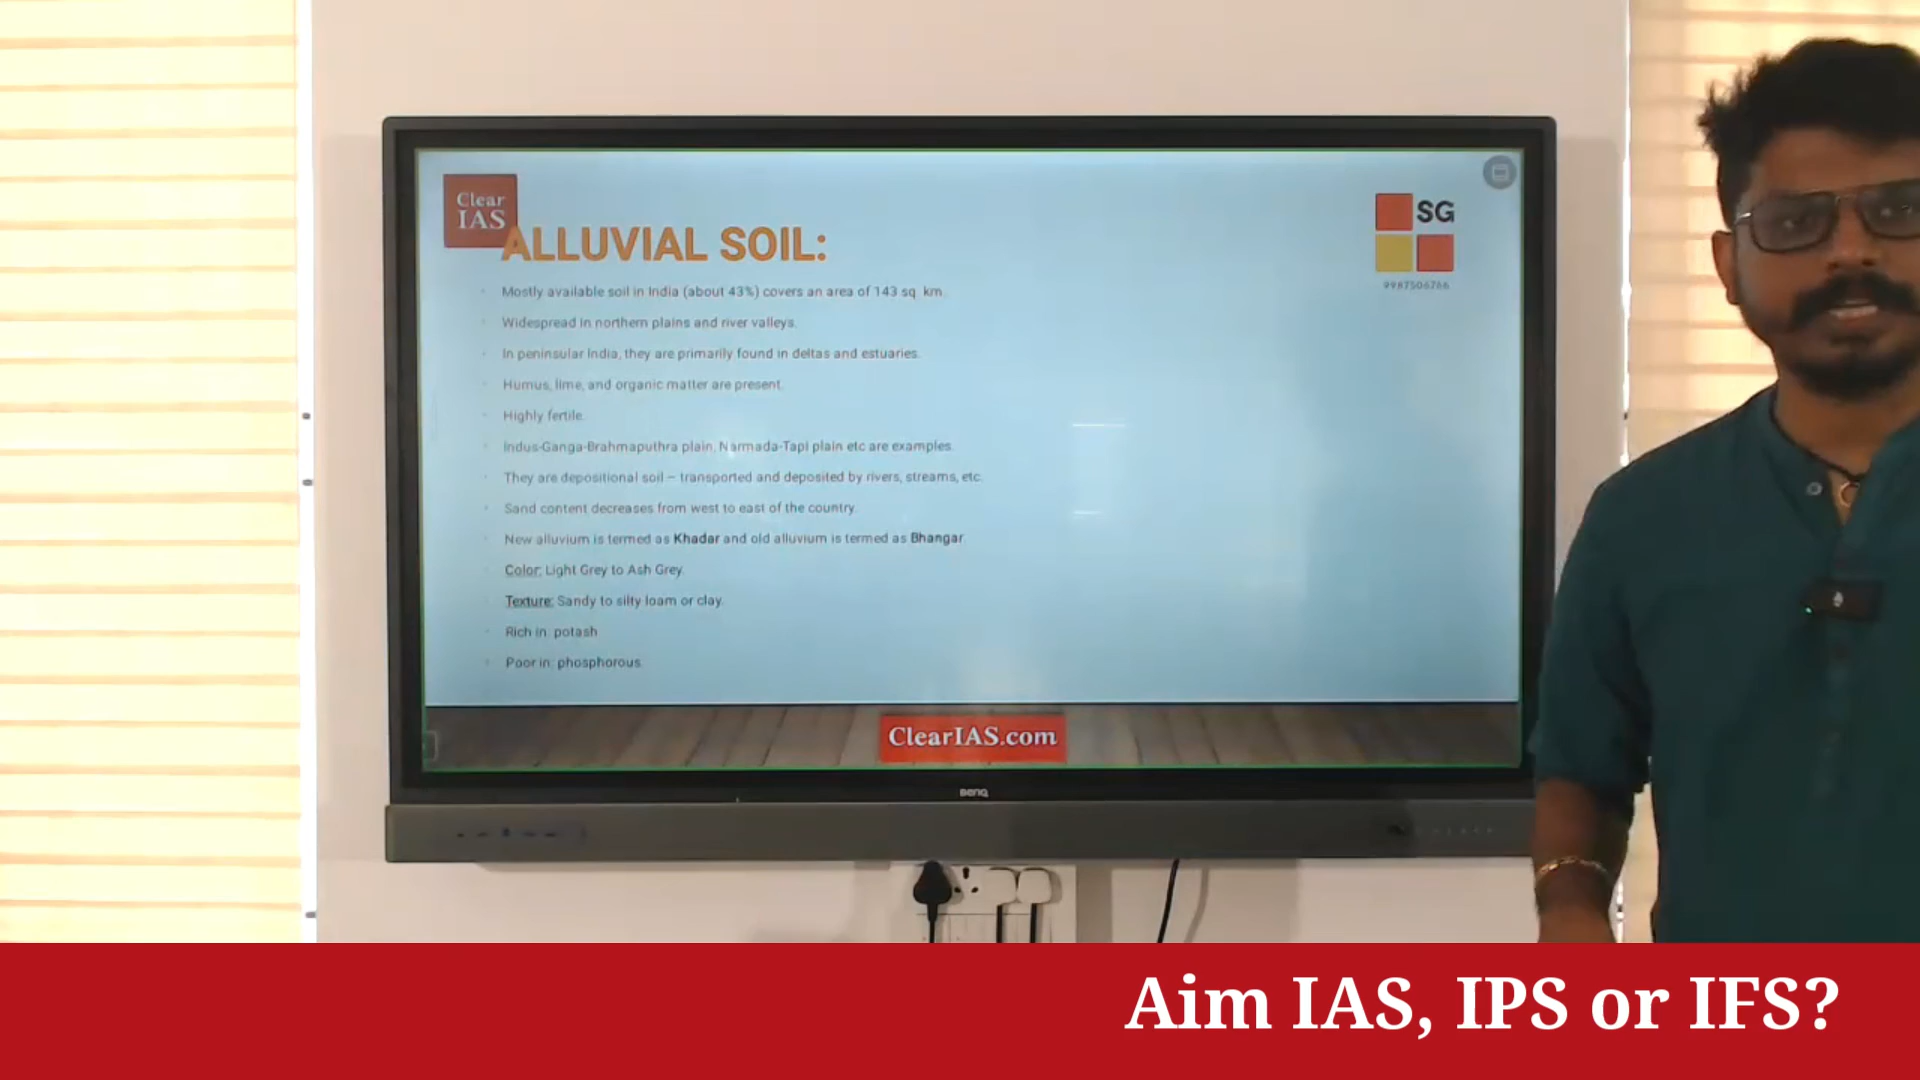 Clear
IAS
SG
9987506766
ALLUVIAL SOIL:
Mostly available soil in India (about 43%) covers an area of 143 sq. km.
Widespread in northern plains and river valleys.
In peninsular India, they are primarily found in deltas and estuaries.
Humus, lime, and organic matter are present.
Highly fertile.
Indus-Ganga-Brahmaputhra plain, Narmada-Tapi plain etc are examples.
They are depositional soil – transported and deposited by rivers, streams, etc.
Sand content decreases from west to east of the country.
New alluvium is termed as Khadar and old alluvium is termed as Bhangar.
Color: Light Grey to Ash Grey.
Texture: Sandy to silty loam or clay.
Rich in: potash
Poor in: phosphorous.
ClearIAS.com
BenQ
Aim IAS, IPS or IFS?